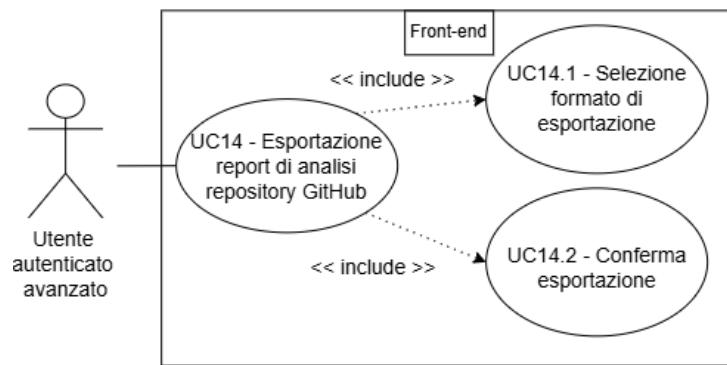 Front-end
<< include >>
UC14.1 - Selezione
formato di
esportazione
UC14 - Esportazione
report di analisi
repository GitHub
Utente
autenticato
avanzato
<< include >>
UC14.2 - Conferma
esportazione